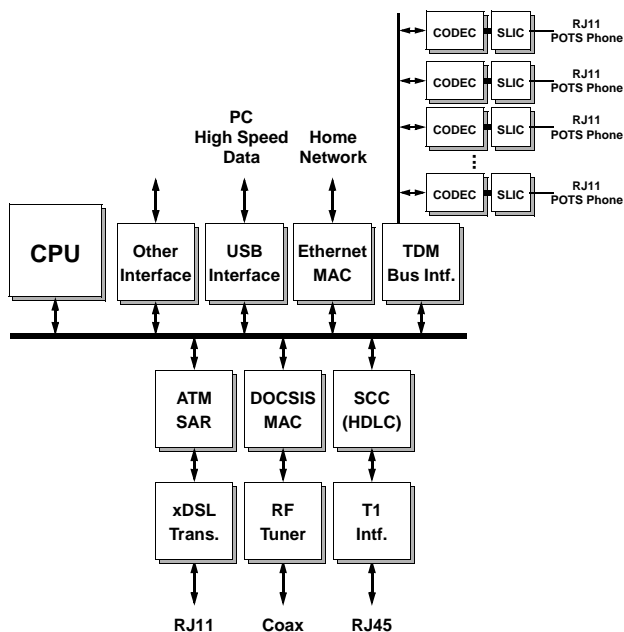 CODEC SLIC RJ11
POTS Phone
CODEC SLIC RJ11
POTS Phone
CODEC SLIC RJ11
POTS Phone
CODEC SLIC RJ11
POTS Phone
PC
High Speed
Data
Home
Network
CPU
Other
Interface
USB
Interface
Ethernet
MAC
TDM
Bus Intf.
ATM
SAR
DOCSIS
MAC
SCC
(HDLC)
xDSL
Trans.
RF
Tuner
T1
Intf.
RJ11
Coax
RJ45